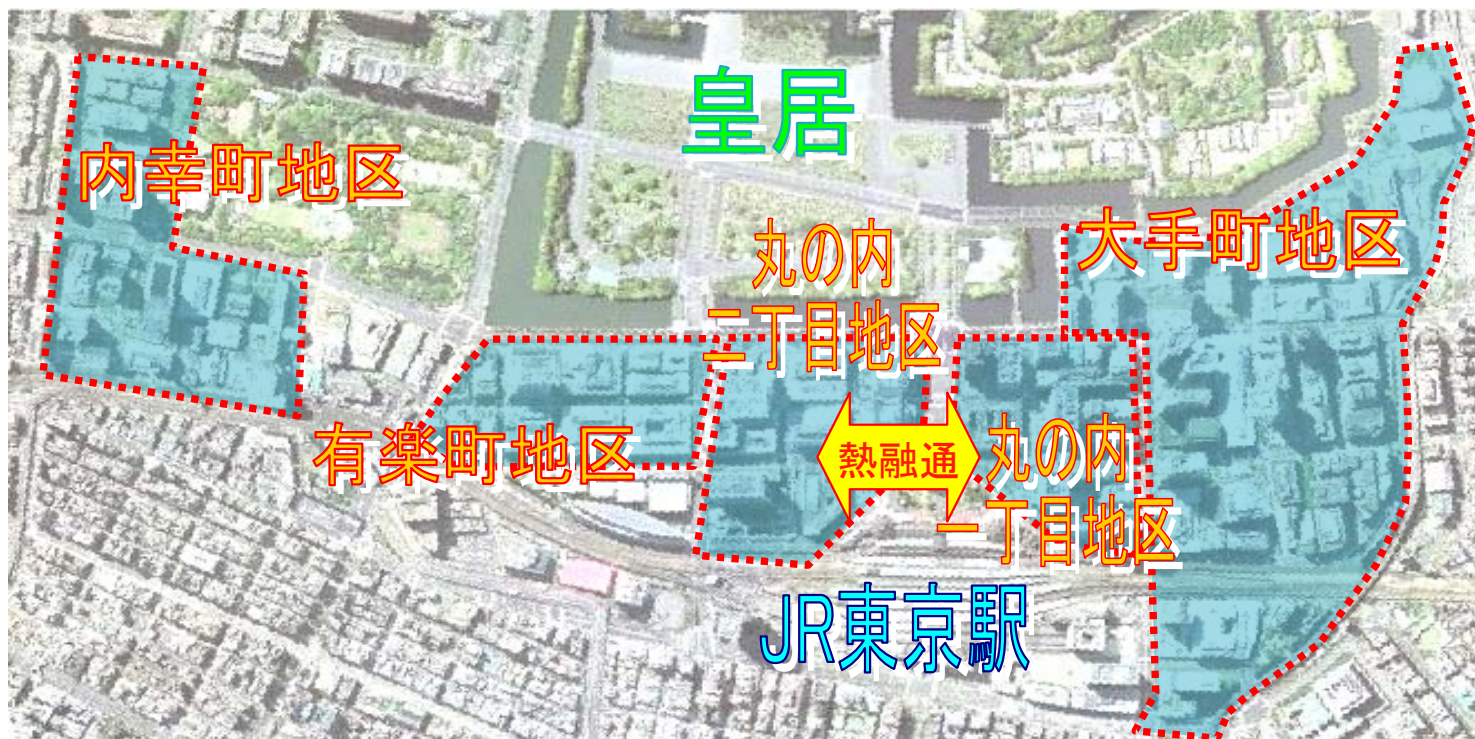 皇居
内幸町地区
大手町地区
丸の内
二丁目地区
有楽町地区
熱融通
丸の内
一丁目地区
JR東京駅